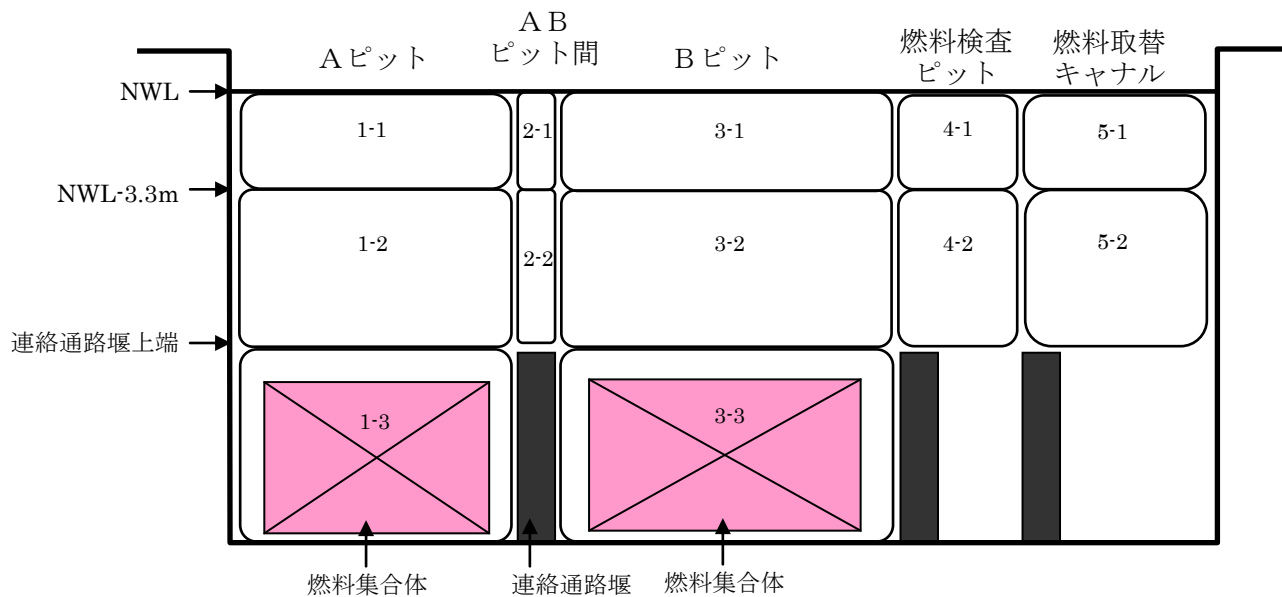 ＡＢ
ピット間
Ａピット
Ｂピット
燃料検査
ピット
燃料取替
キャナル
NWL
1-1
2-1
3-1
4-1
5-1
NWL-3.3m
1-2
2-2
3-2
4-2
5-2
連絡通路堰上端
1-3
3-3
燃料集合体
連絡通路堰
燃料集合体